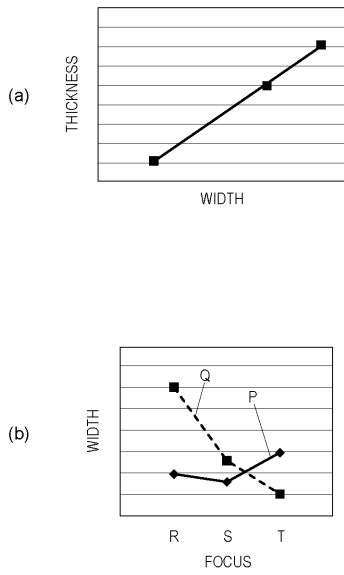 (a)
THICKNESS
WIDTH
(b)
WIDTH
Q
P
R S T
FOCUS